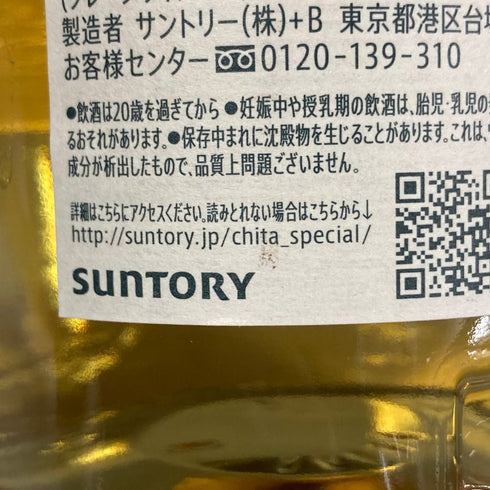 製造者 サントリー(株)+B 東京都港区台
お客様センター 0120-139-310
●飲酒は20歳を過ぎてから ●妊娠中や授乳期の飲酒は、胎児・乳児の
るおそれがあります。●保存中まれに沈殿物を生じることがあります。これは、
成分が析出したもので、品質上問題ございません。
詳細はこちらにアクセスください。読みとれない場合はこちらから↓
http://suntory.jp/chita_special/
SUNTORY